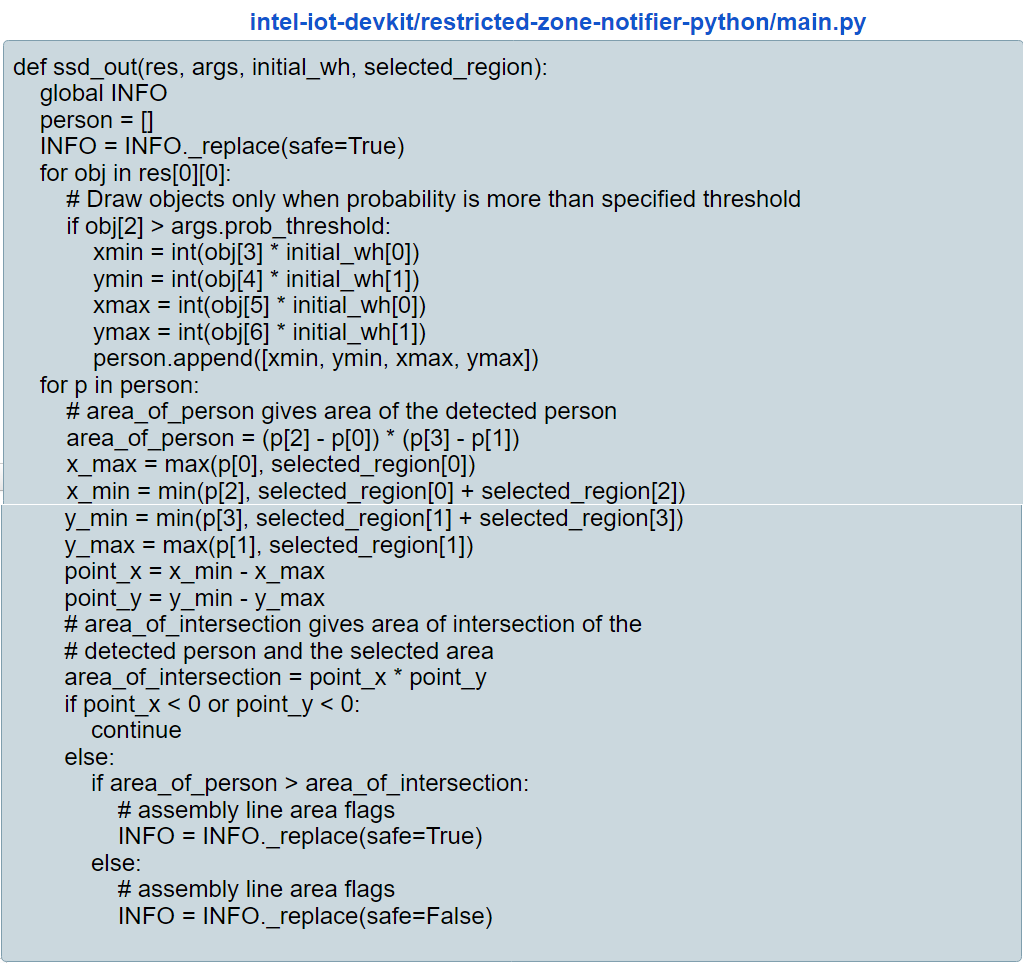 intel-iot-devkit/restricted-zone-notifier-python/main.py
def ssd_out(res, args, initial_wh, selected_region):
    global INFO
    person = []
    INFO = INFO._replace(safe=True)
    for obj in res[0][0]:
        # Draw objects only when probability is more than specified threshold
        if obj[2] > args.prob_threshold:
            xmin = int(obj[3] * initial_wh[0])
            ymin = int(obj[4] * initial_wh[1])
            xmax = int(obj[5] * initial_wh[0])
            ymax = int(obj[6] * initial_wh[1])
            person.append([xmin, ymin, xmax, ymax])
    for p in person:
        # area_of_person gives area of the detected person
        area_of_person = (p[2] - p[0]) * (p[3] - p[1])
        x_max = max(p[0], selected_region[0])
        x_min = min(p[2], selected_region[0] + selected_region[2])
        y_min = min(p[3], selected_region[1] + selected_region[3])
        y_max = max(p[1], selected_region[1])
        point_x = x_min - x_max
        point_y = y_min - y_max
        # area_of_intersection gives area of intersection of the
        # detected person and the selected area
        area_of_intersection = point_x * point_y
        if point_x < 0 or point_y < 0:
            continue
        else:
            if area_of_person > area_of_intersection:
                # assembly line area flags
                INFO = INFO._replace(safe=True)
            else:
                # assembly line area flags
                INFO = INFO._replace(safe=False)